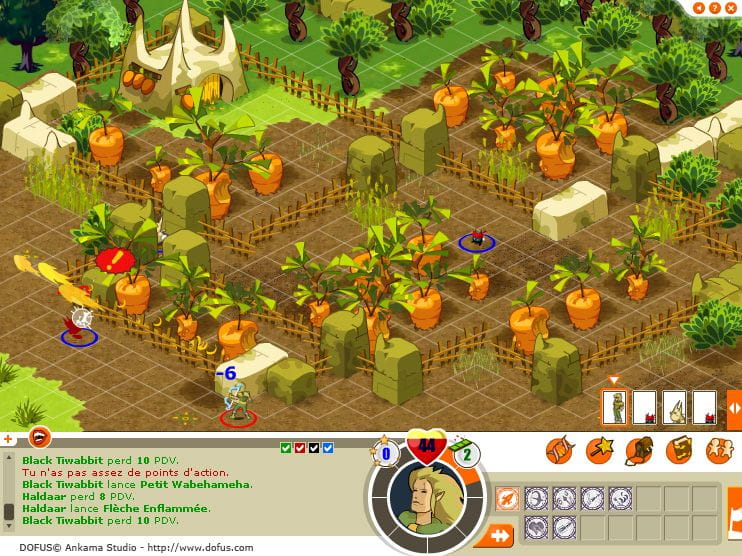 ?
-6
44
0
2
Black Tiwabbit perd 10 PDV.
Tu n'as pas assez de points d'action.
Black Tiwabbit lance Petit Wabehameha.
Haldaar perd 8 PDV.
Haldaar lance Flèche Enflammée.
Black Tiwabbit perd 10 PDV.
DOFUS© Ankama Studio - http://www.dofus.com